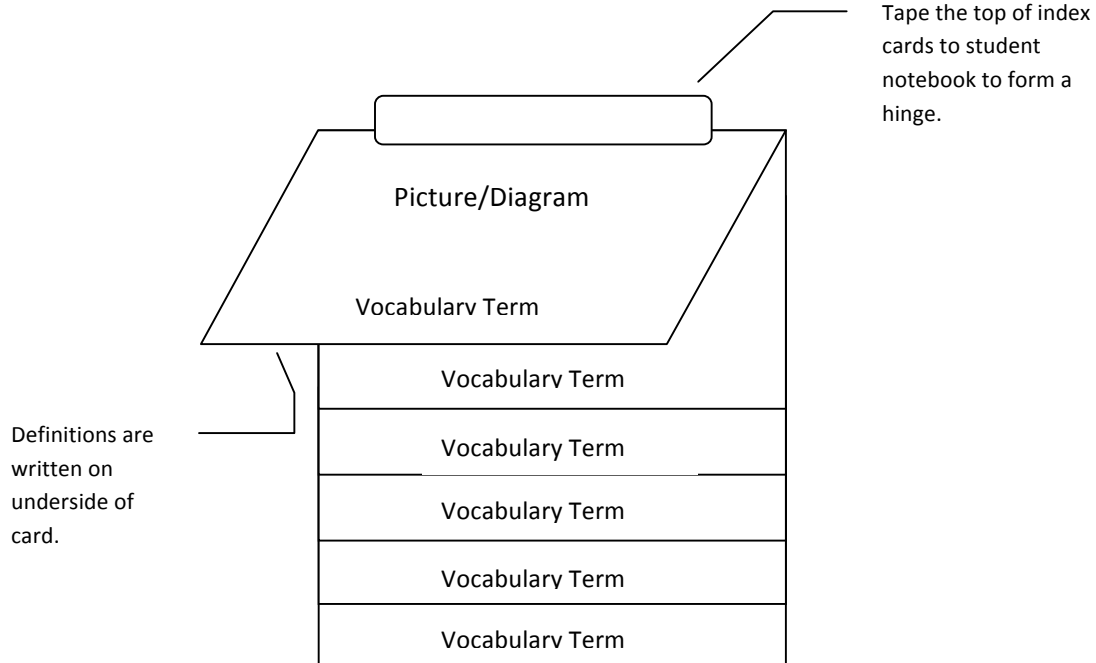 Tape the top of index
cards to student
notebook to form a
hinge.
Picture/Diagram
Vocabulary Term
Vocabulary Term
Definitions are
written on
underside of
card.
Vocabulary Term
Vocabulary Term
Vocabulary Term
Vocabulary Term